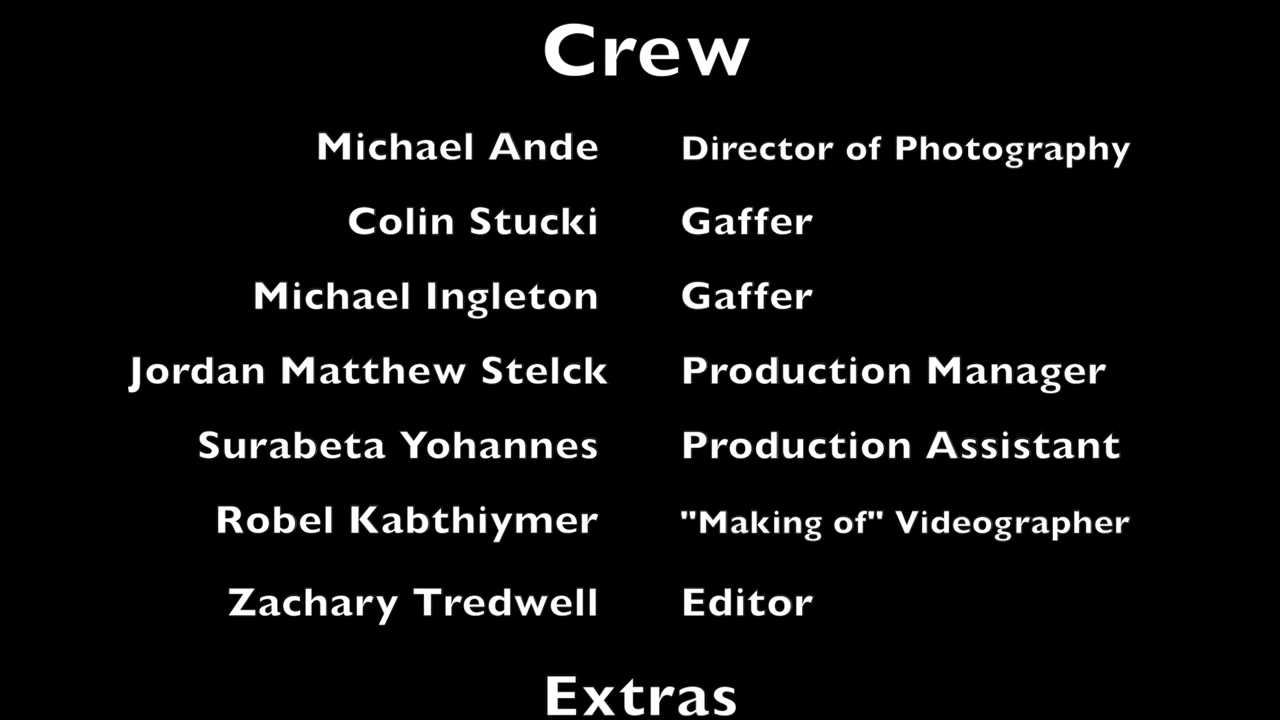 Crew
Michael Ande Director of Photography
Colin Stucki Gaffer
Michael Ingleton Gaffer
Jordan Matthew Stelck Production Manager
Surabeta Yohannes Production Assistant
Robel Kabthiymer "Making of" Videographer
Zachary Tredwell Editor
Extras